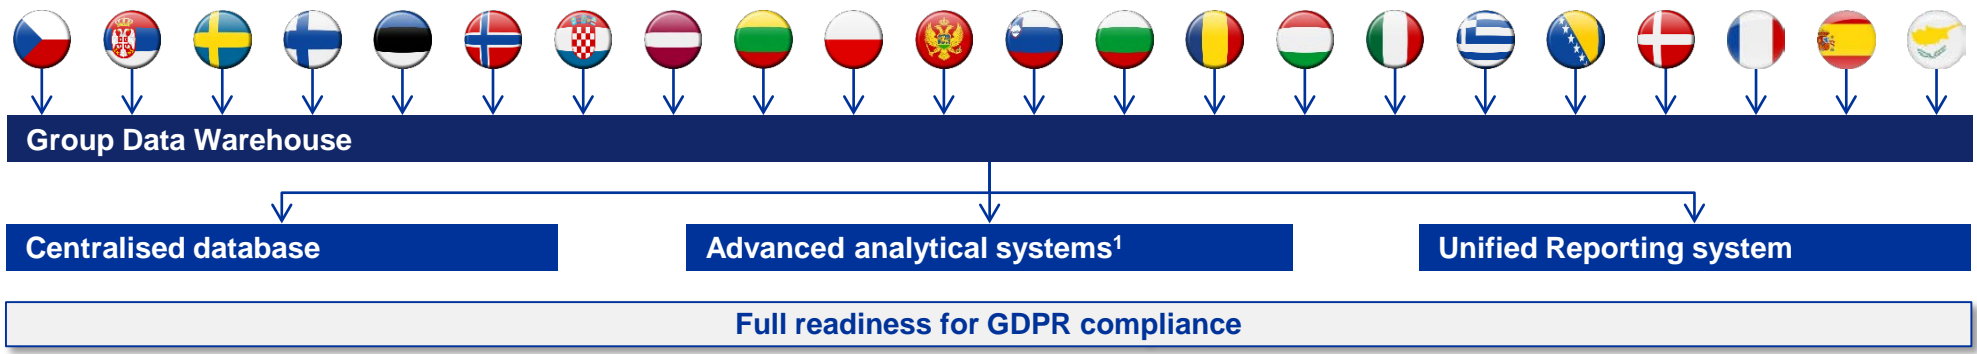 Group Data Warehouse
Centralised database
Advanced analytical systems¹
Unified Reporting system
Full readiness for GDPR compliance